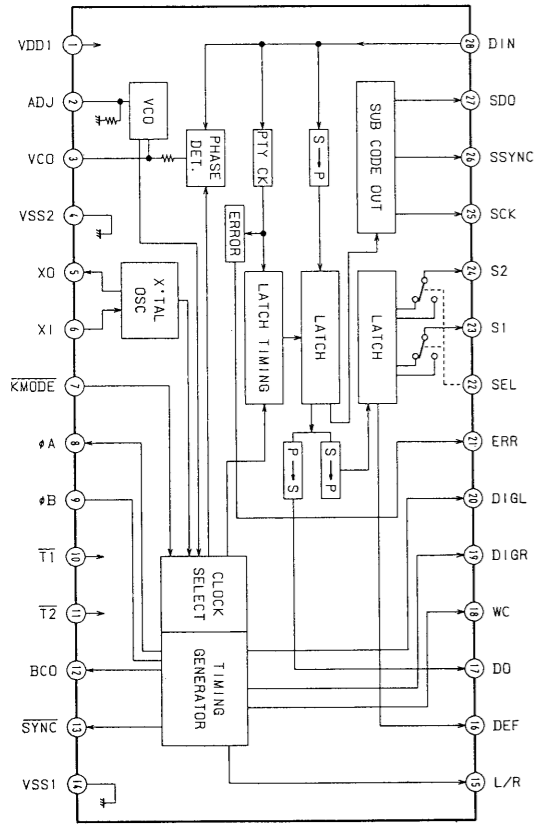 VDD1 1
ADJ 2
VCO 3
VSS2 4
XO 5
XI 6
KMODE 7
φA 8
φB 9
T1 10
T2 11
BCO 12
SYNC 13
VSS1 14
28 DIN
27 SDO
26 SSYNC
25 SCK
24 S2
23 S1
22 SEL
21 ERR
20 DIGL
19 DIGR
18 WC
17 DO
16 DEF
15 L/R
VCO
PHASE
DET.
PTY CK
S→P
SUB CODE OUT
ERROR
X'TAL
OSC
LATCH TIMING
LATCH
LATCH
P→S
S→P
CLOCK
SELECT
TIMING
GENERATOR